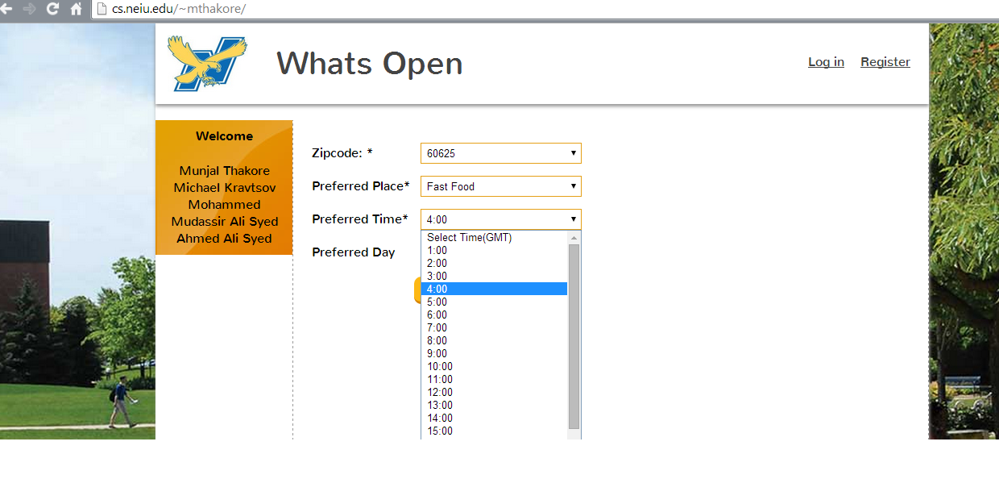 cs.neiu.edu/~mthakore/
Whats Open
Log in Register
Welcome
Munjal Thakore
Michael Kravtsov
Mohammed
Mudassir Ali Syed
Ahmed Ali Syed
Zipcode: * 60625
Preferred Place* Fast Food
Preferred Time* 4:00
Preferred Day
Select Time(GMT)
1:00
2:00
3:00
4:00
5:00
6:00
7:00
8:00
9:00
10:00
11:00
12:00
13:00
14:00
15:00